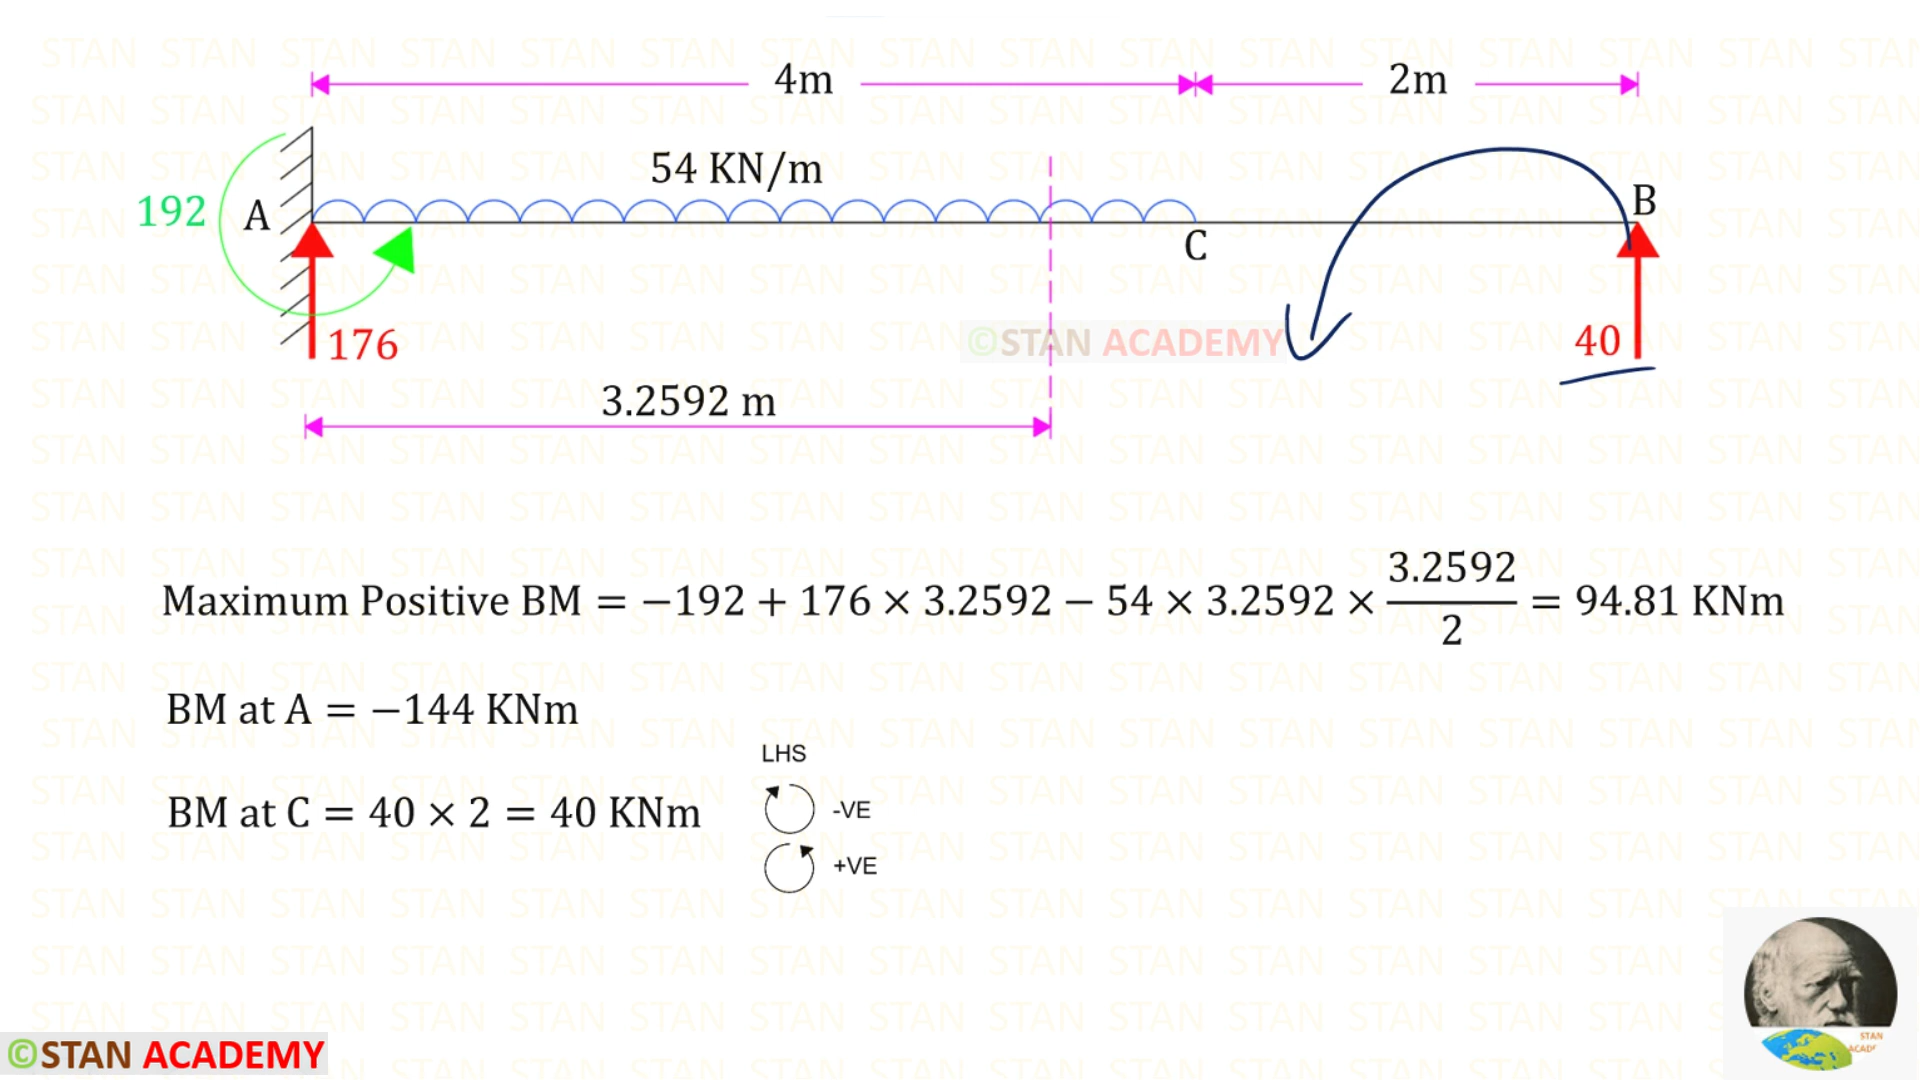 4m 2m
54 KN/m
192 A B
C
©STAN ACADEMY
176 40
3.2592 m
Maximum Positive BM = −192 + 176 × 3.2592 − 54 × 3.2592 × 3.2592/2 = 94.81 KNm
BM at A = −144 KNm
LHS
BM at C = 40 × 2 = 40 KNm -VE
+VE
©STAN ACADEMY
STAN
ACAD